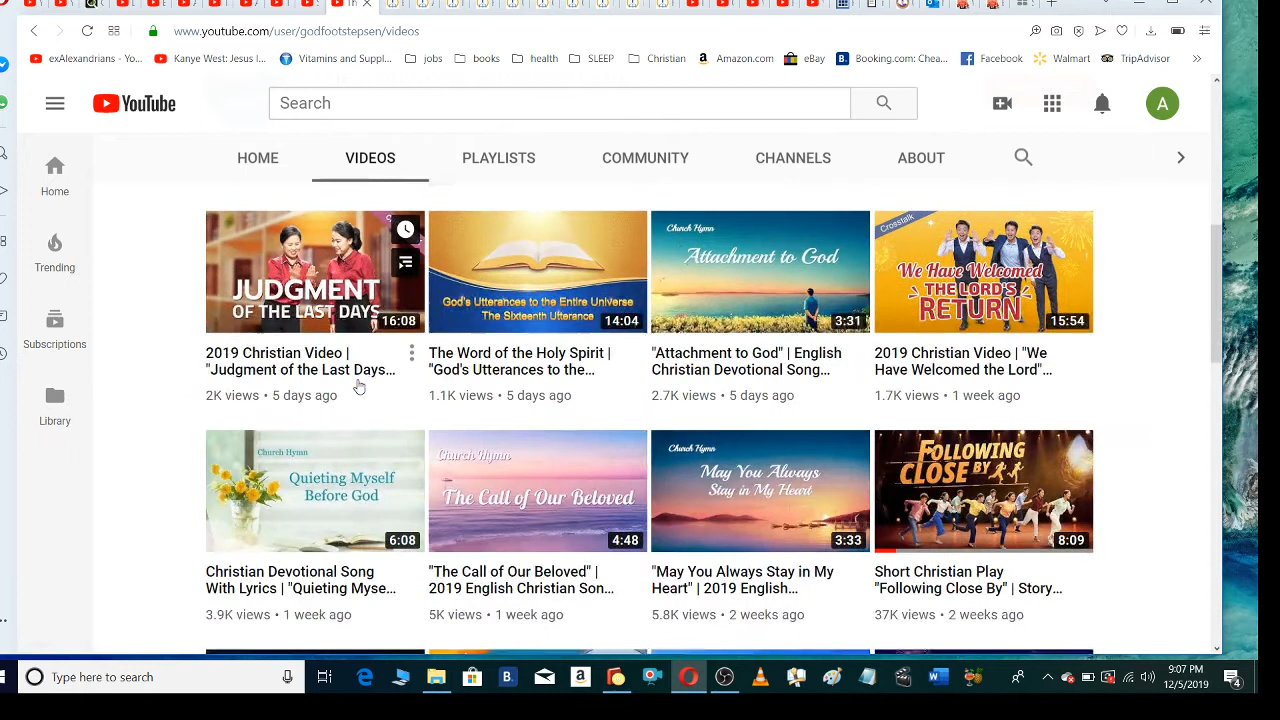 www.youtube.com/user/godfootstepsen/videos
exAlexandrians - Yo...
Kanye West: Jesus I...
Vitamins and Suppl...
jobs
books
health
SLEEP
Christian
Amazon.com
eBay
Booking.com: Chea...
Facebook
Walmart
TripAdvisor
YouTube
Search
A
HOME
VIDEOS
PLAYLISTS
COMMUNITY
CHANNELS
ABOUT
Home
Trending
Subscriptions
Library
JUDGMENT
OF THE LAST DAYS
16:08
God's Utterances to the Entire Universe
The Sixteenth Utterance
14:04
Church Hymn
Attachment to God
3:31
Crosstalk
We Have Welcomed
THE LORD'S
RETURN
15:54
2019 Christian Video |
"Judgment of the Last Days...
2K views • 5 days ago
The Word of the Holy Spirit |
"God's Utterances to the...
1.1K views • 5 days ago
"Attachment to God" | English
Christian Devotional Song...
2.7K views • 5 days ago
2019 Christian Video | "We
Have Welcomed the Lord"...
1.7K views • 1 week ago
Church Hymn
Quieting Myself
Before God
6:08
Church Hymn
The Call of Our Beloved
4:48
Church Hymn
May You Always
Stay in My Heart
3:33
FOLLOWING
CLOSE BY
8:09
Christian Devotional Song
With Lyrics | "Quieting Myse...
3.9K views • 1 week ago
"The Call of Our Beloved" |
2019 English Christian Son...
5K views • 1 week ago
"May You Always Stay in My
Heart" | 2019 English...
5.8K views • 2 weeks ago
Short Christian Play
"Following Close By" | Story...
37K views • 2 weeks ago
Type here to search
9:07 PM
12/5/2019
4